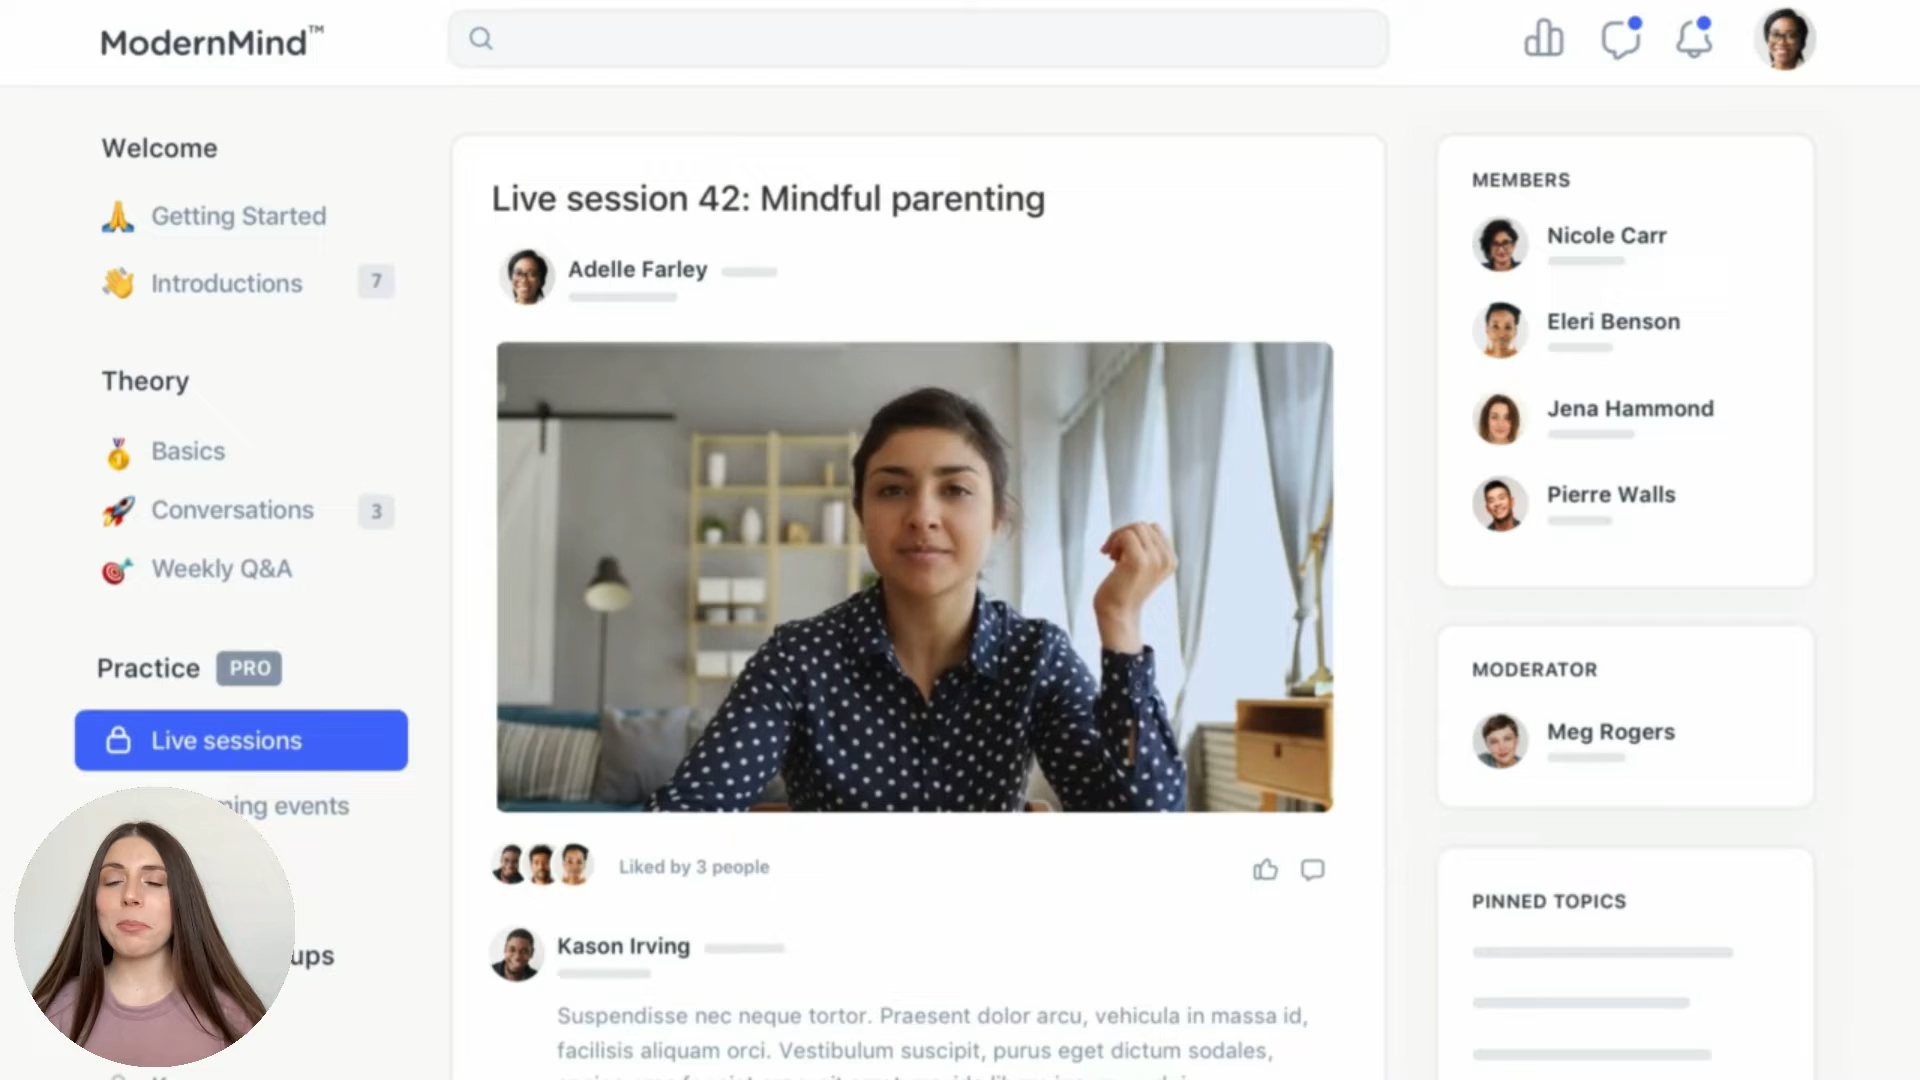 ModernMind™
Welcome
Getting Started
Introductions 7
Theory
Basics
Conversations 3
Weekly Q&A
Practice PRO
Live sessions
events
Live session 42: Mindful parenting
Adelle Farley
Liked by 3 people
Kason Irving
Suspendisse nec neque tortor. Praesent dolor arcu, vehicula in massa id,
facilisis aliquam orci. Vestibulum suscipit, purus eget dictum sodales,
MEMBERS
Nicole Carr
Eleri Benson
Jena Hammond
Pierre Walls
MODERATOR
Meg Rogers
PINNED TOPICS